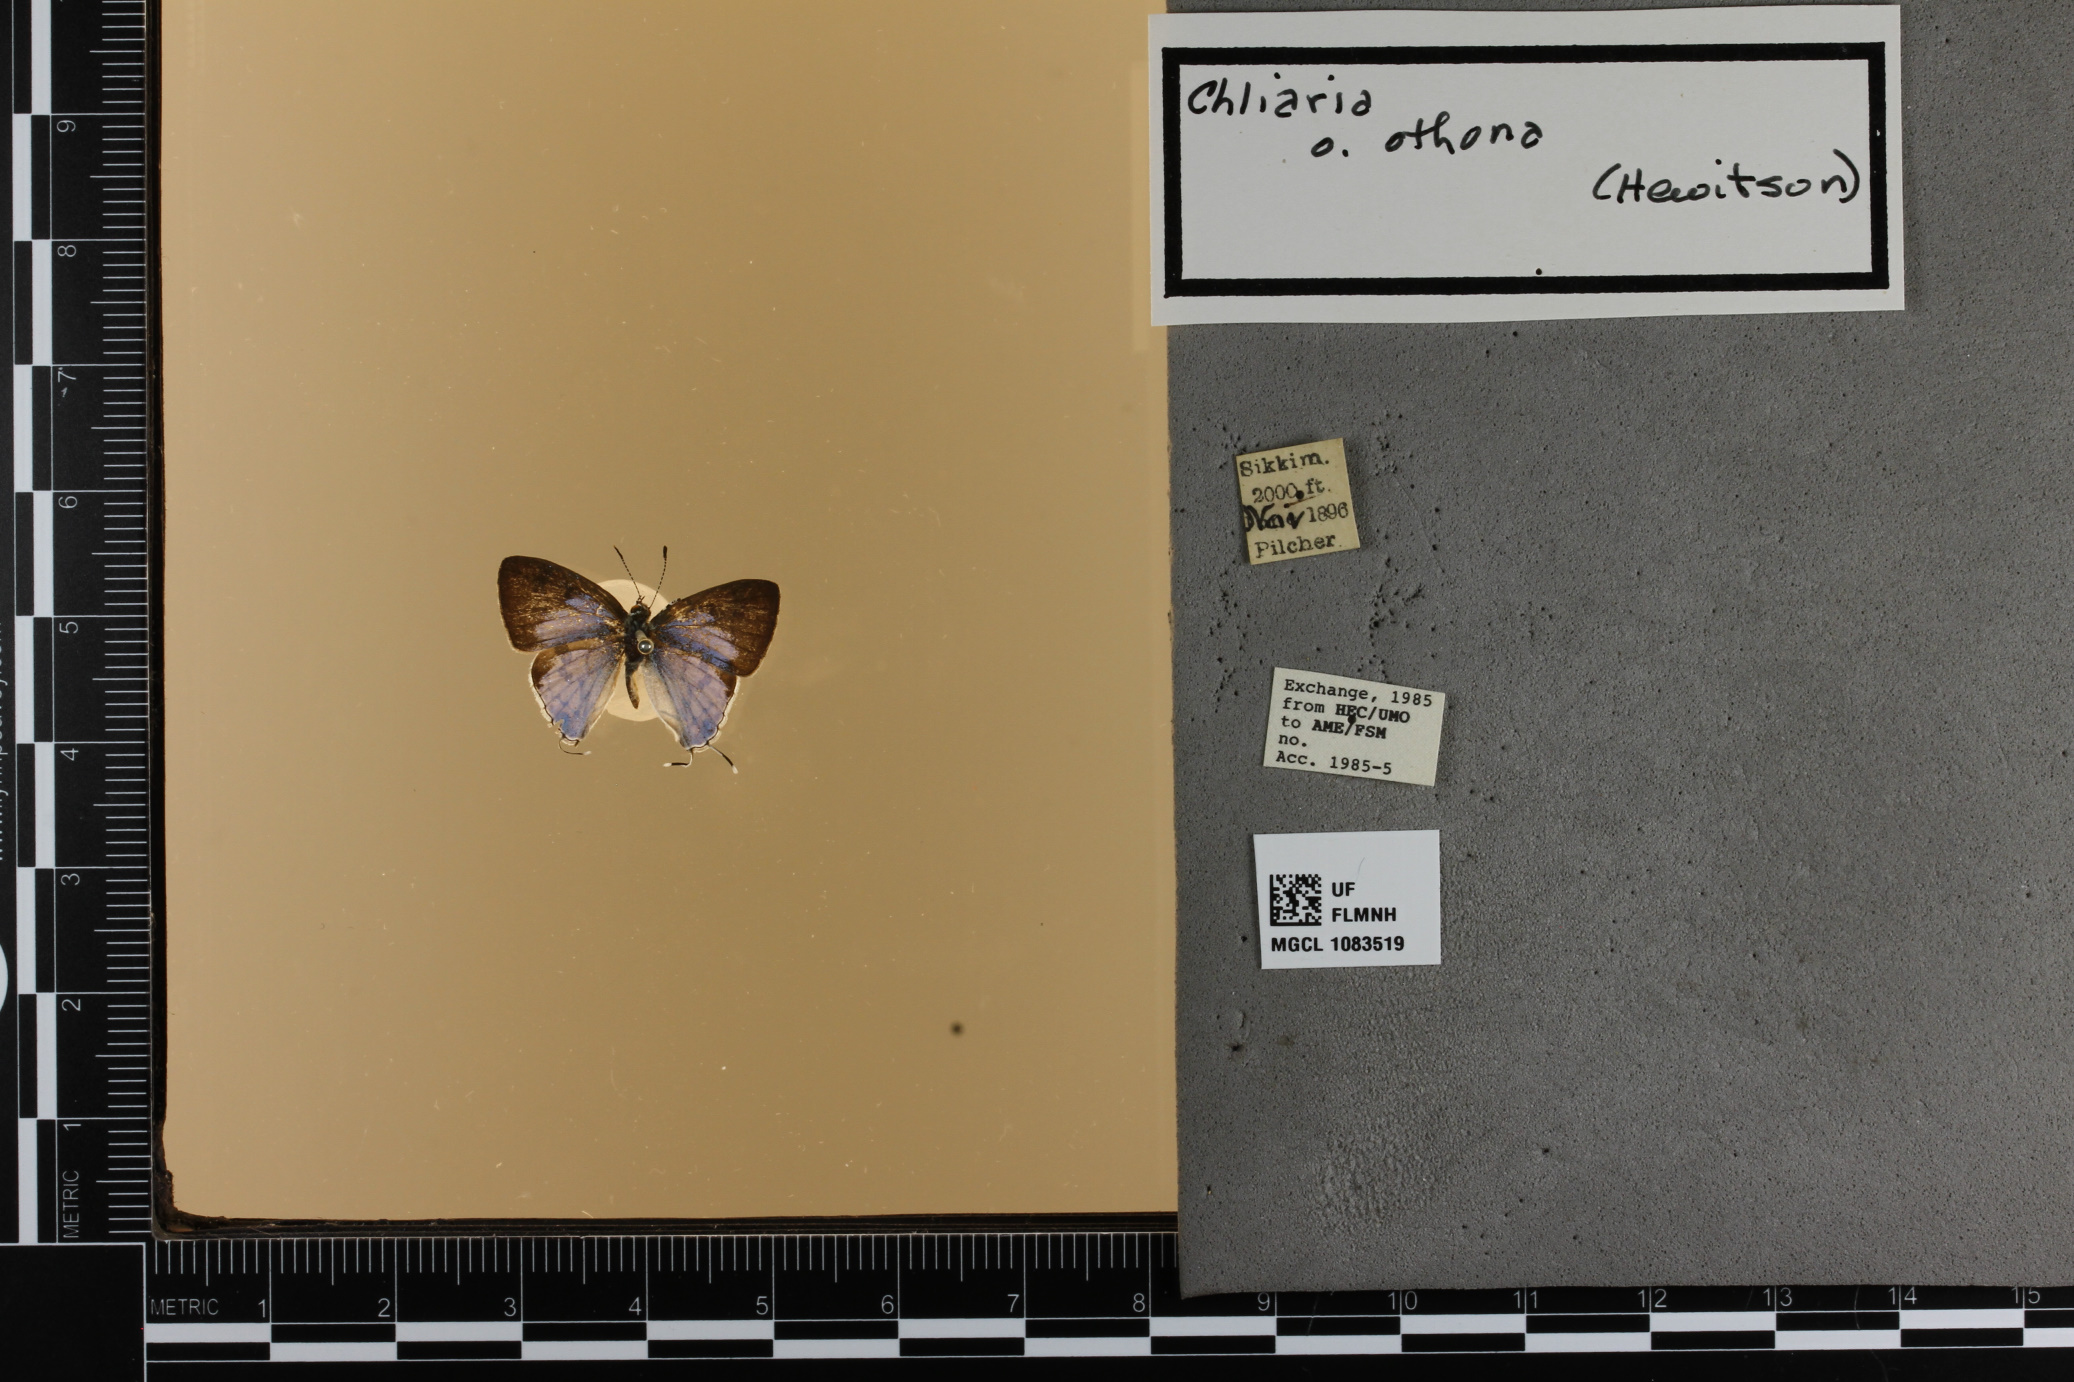 Chliaria
o. othona
(Hewitson)
Sikkim.
2000 ft.
Nov 1896
Pilcher.
Exchange, 1985
from HEC/UMO
to AME/FSM
no.
Acc. 1985-5
UF
FLMNH
MGCL 1083519
9
8
7
6
5
4
3
2
1
METRIC
METRIC 1 2 3 4 5 6 7 8 9 10 11 12 13 14 15